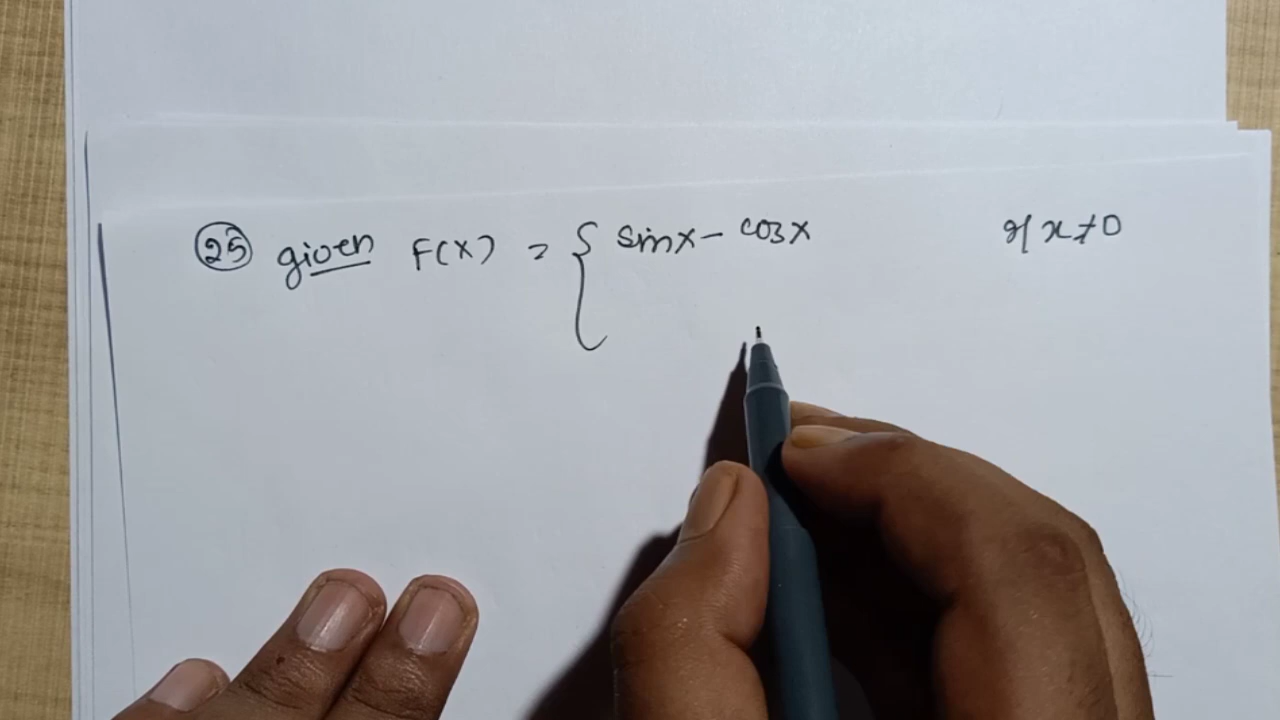 25 given F(x) = { sinx - cosx if x≠0